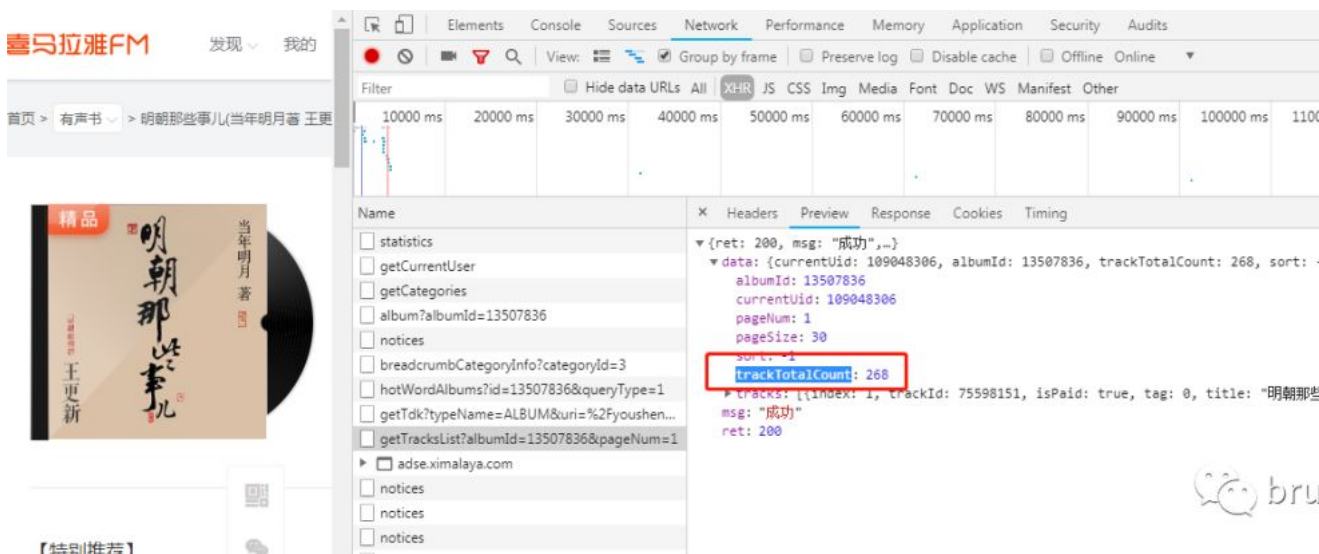 喜马拉雅FM 发现 我的
首页 > 有声书 > 明朝那些事儿(当年明月著 王更
精品
明朝那些事儿
当年明月 著
王更新
【特别推荐】
Elements Console Sources Network Performance Memory Application Security Audits
View: Group by frame Preserve log Disable cache Offline Online
Filter Hide data URLs All XHR JS CSS Img Media Font Doc WS Manifest Other
10000 ms 20000 ms 30000 ms 40000 ms 50000 ms 60000 ms 70000 ms 80000 ms 90000 ms 100000 ms 1100
Name
statistics
getCurrentUser
getCategories
album?albumId=13507836
notices
breadcrumbCategoryInfo?categoryId=3
hotWordAlbums?id=13507836&queryType=1
getTdk?typeName=ALBUM&uri=%2Fyoushen...
getTracksList?albumId=13507836&pageNum=1
adse.ximalaya.com
notices
notices
notices
× Headers Preview Response Cookies Timing
{ret: 200, msg: "成功",…}
data: {currentUid: 109048306, albumId: 13507836, trackTotalCount: 268, sort: -
albumId: 13507836
currentUid: 109048306
pageNum: 1
pageSize: 30
sort: -1
trackTotalCount: 268
tracks: [{index: 1, trackId: 75598151, isPaid: true, tag: 0, title: "明朝那些
msg: "成功"
ret: 200
bru